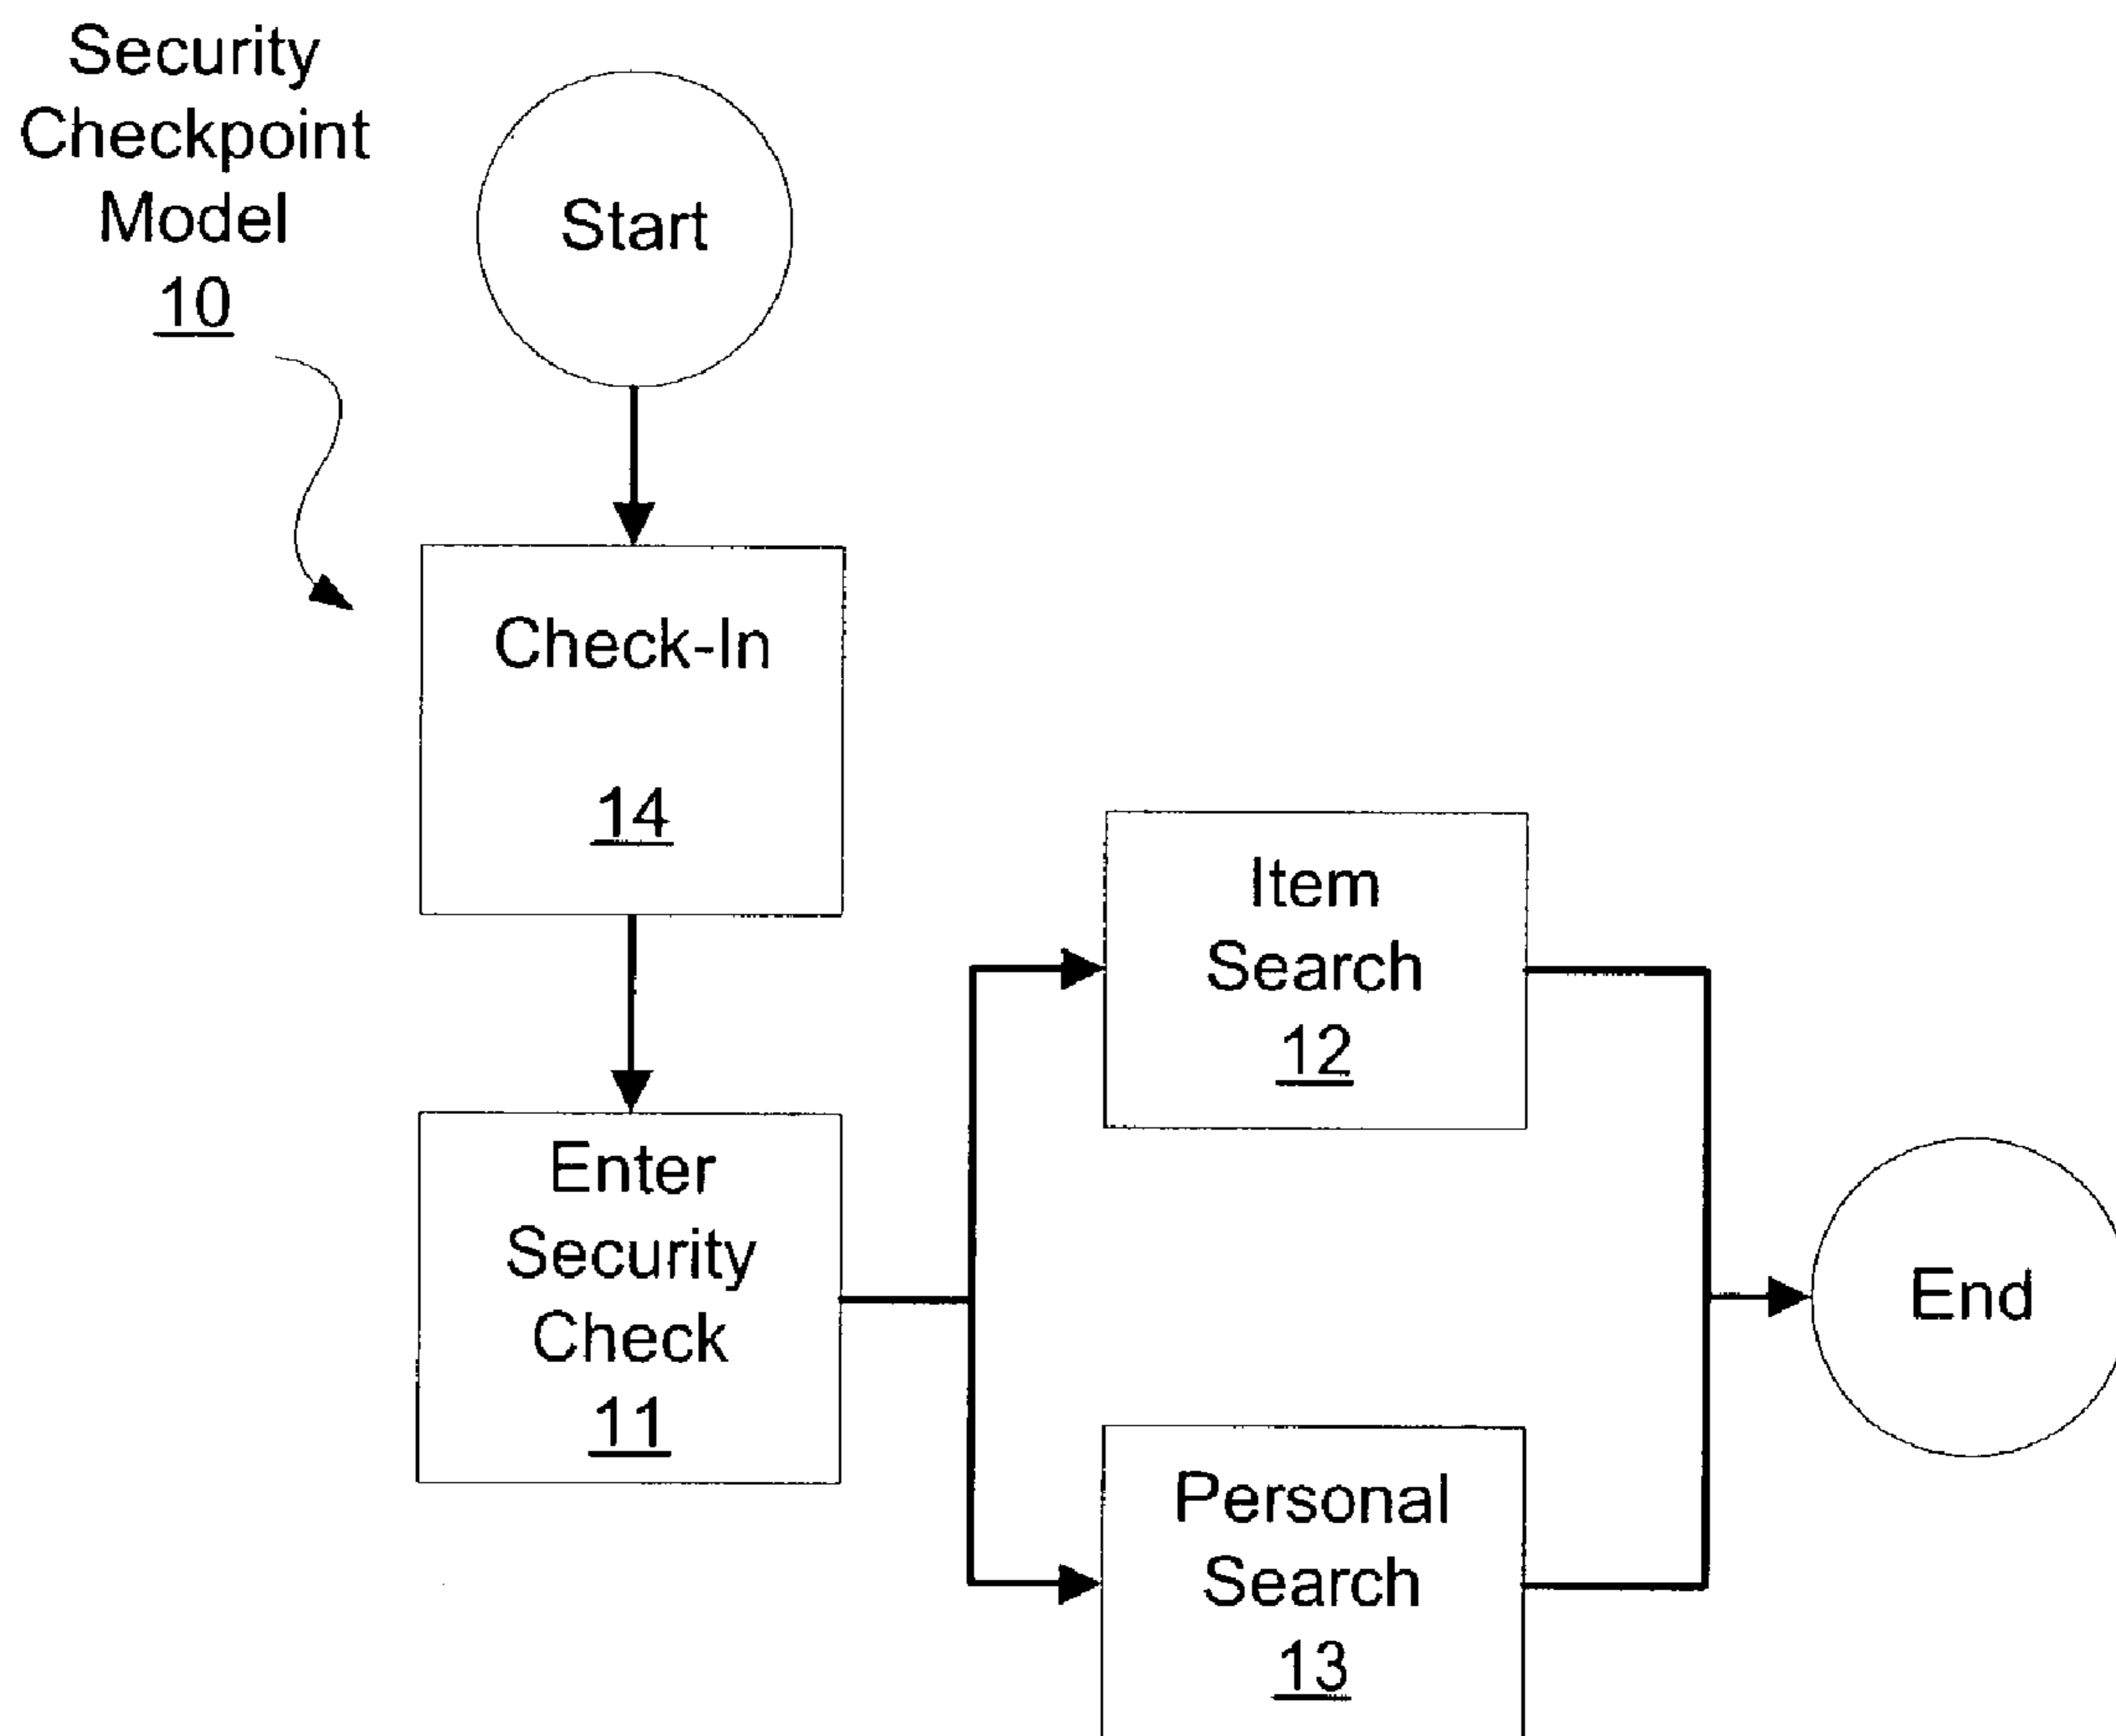 Security
Checkpoint
Model
10
Start
Check-In
14
Enter
Security
Check
11
Item
Search
12
Personal
Search
13
End